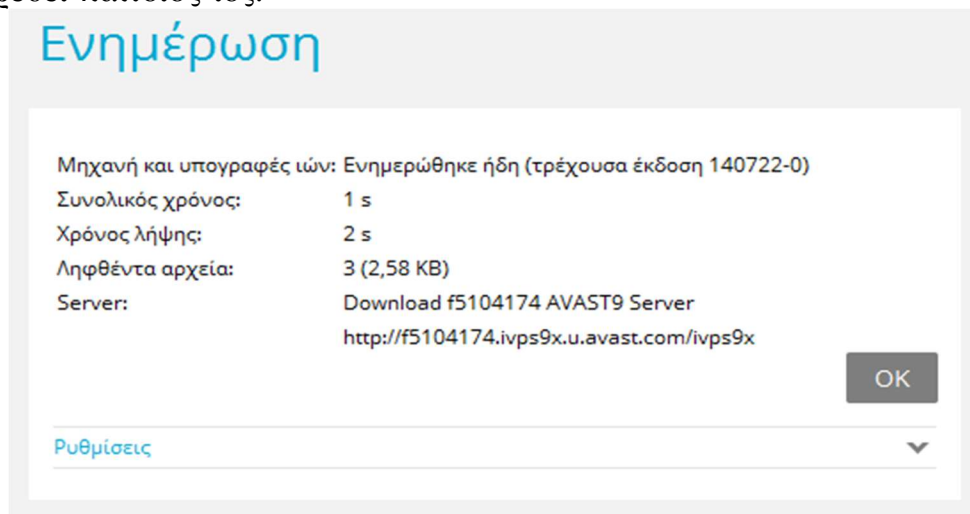 Ενημέρωση
Μηχανή και υπογραφές ιών: Ενημερώθηκε ήδη (τρέχουσα έκδοση 140722-0)
Συνολικός χρόνος: 1 s
Χρόνος λήψης: 2 s
Ληφθέντα αρχεία: 3 (2,58 KB)
Server: Download f5104174 AVAST9 Server
http://f5104174.ivps9x.u.avast.com/ivps9x
OK
Ρυθμίσεις